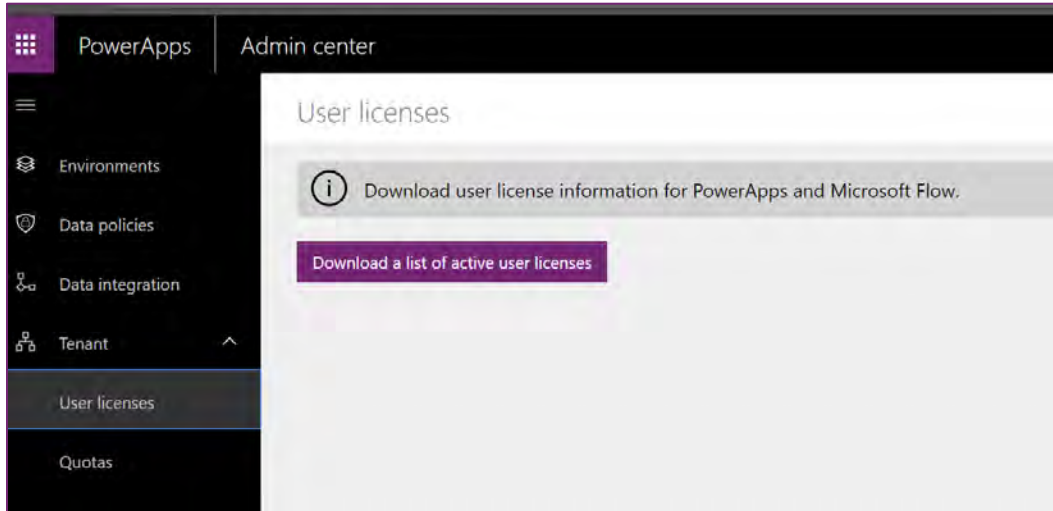 PowerApps
Admin center
User licenses
Environments
Download user license information for PowerApps and Microsoft Flow.
Data policies
Download a list of active user licenses
Data integration
Tenant
User licenses
Quotas